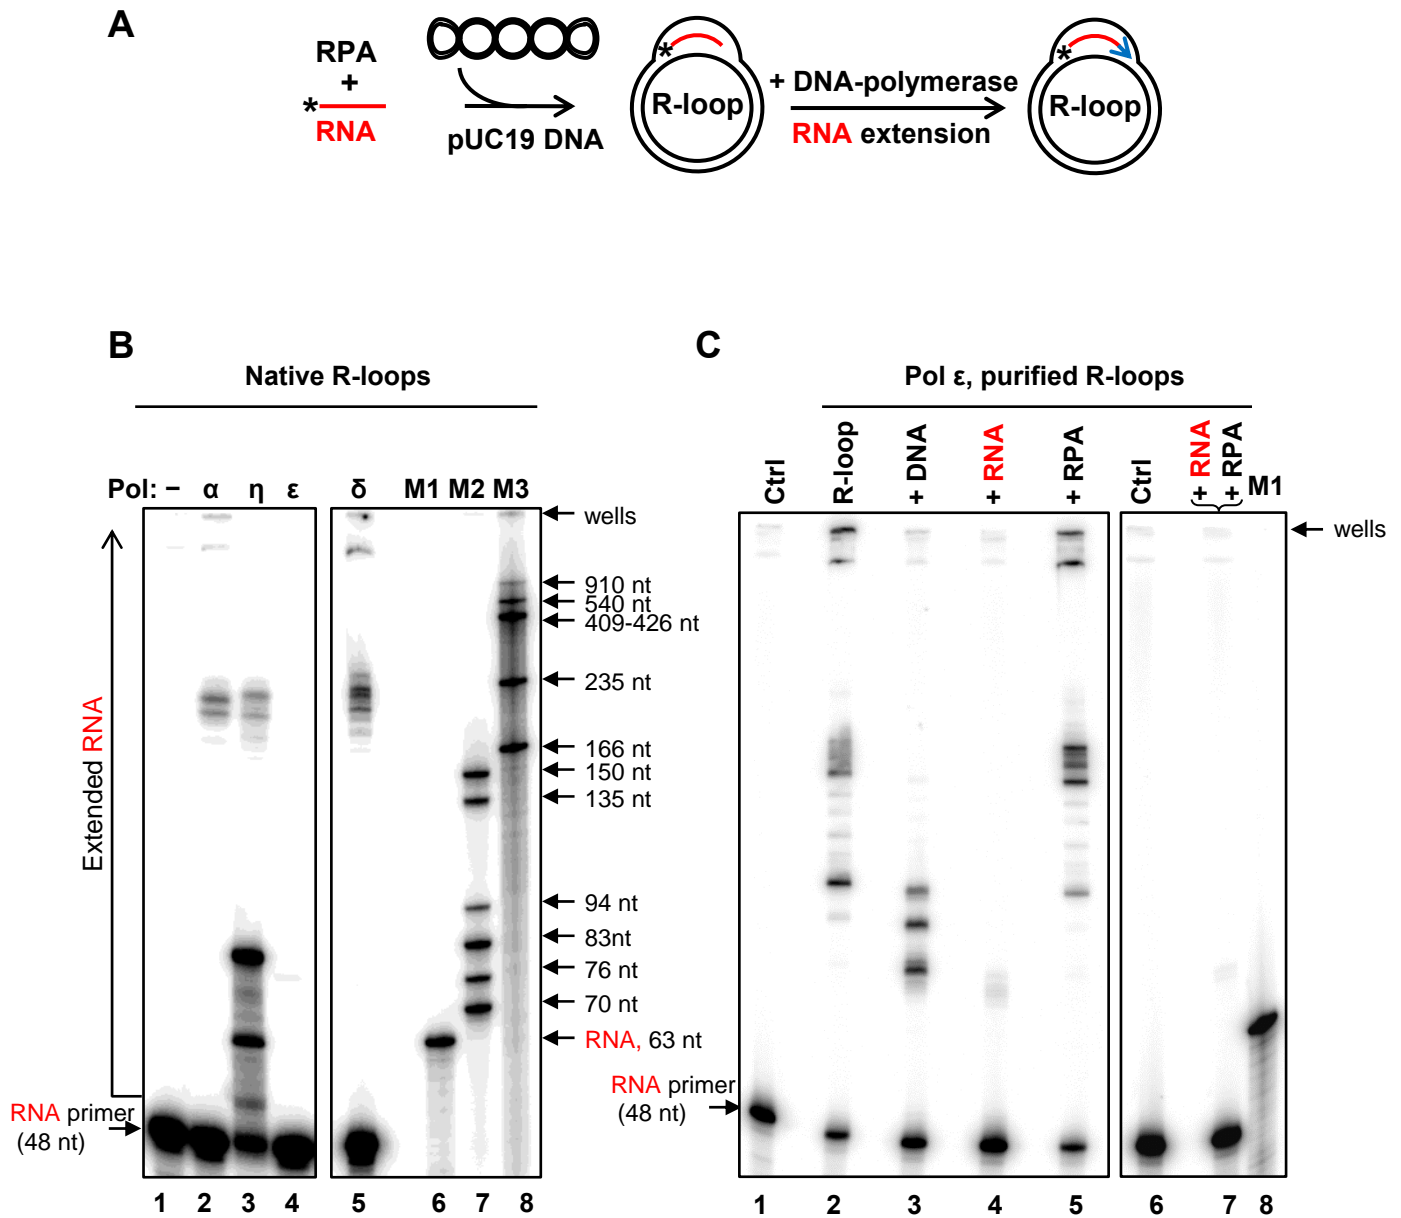 A
RPA
+
*
RNA
pUC19 DNA
*
R-loop
+ DNA-polymerase
RNA extension
*
R-loop
B
Native R-loops
Pol: – α η ε δ M1 M2 M3
wells
910 nt
540 nt
409-426 nt
235 nt
166 nt
150 nt
135 nt
94 nt
83nt
76 nt
70 nt
RNA, 63 nt
Extended RNA
RNA primer
(48 nt)
1 2 3 4 5 6 7 8
C
Pol ε, purified R-loops
Ctrl
R-loop
+ DNA
+ RNA
+ RPA
Ctrl
+ RNA
+ RPA
M1
wells
RNA primer
(48 nt)
1 2 3 4 5 6 7 8